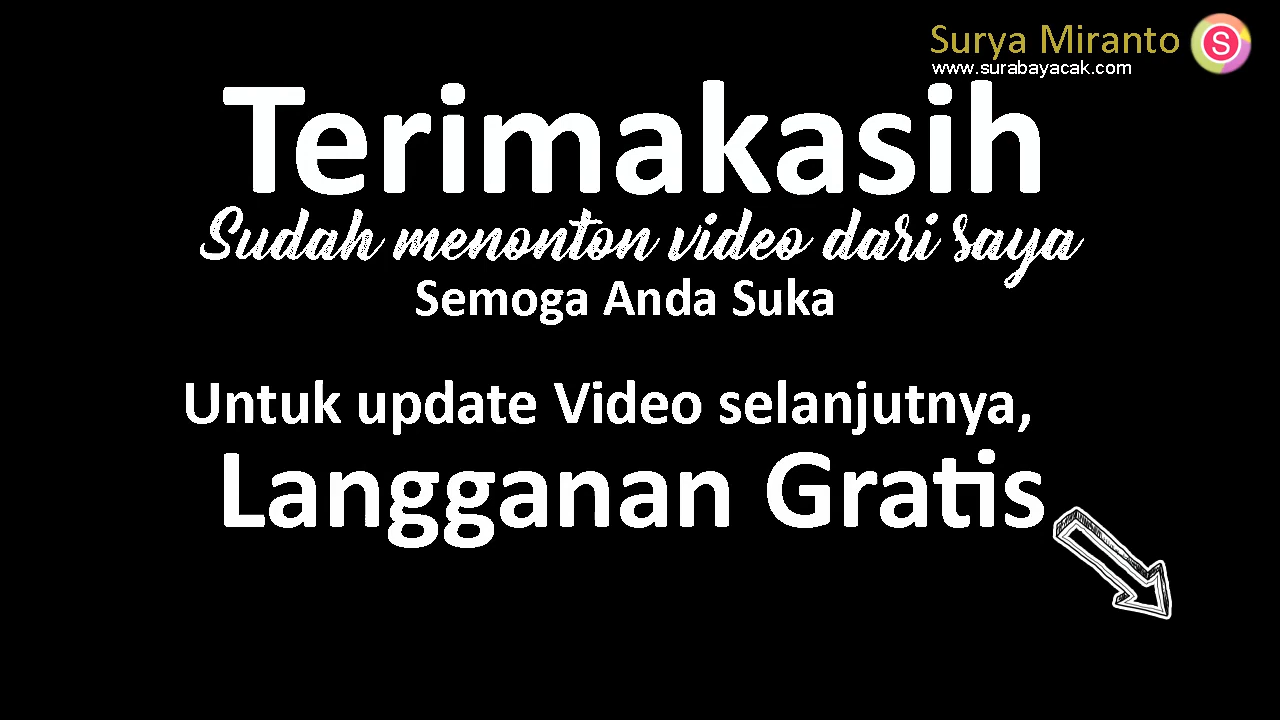 Surya Miranto
S
www.surabayacak.com
Terimakasih
Sudah menonton video dari saya
Semoga Anda Suka
Untuk update Video selanjutnya,
Langganan Gratis